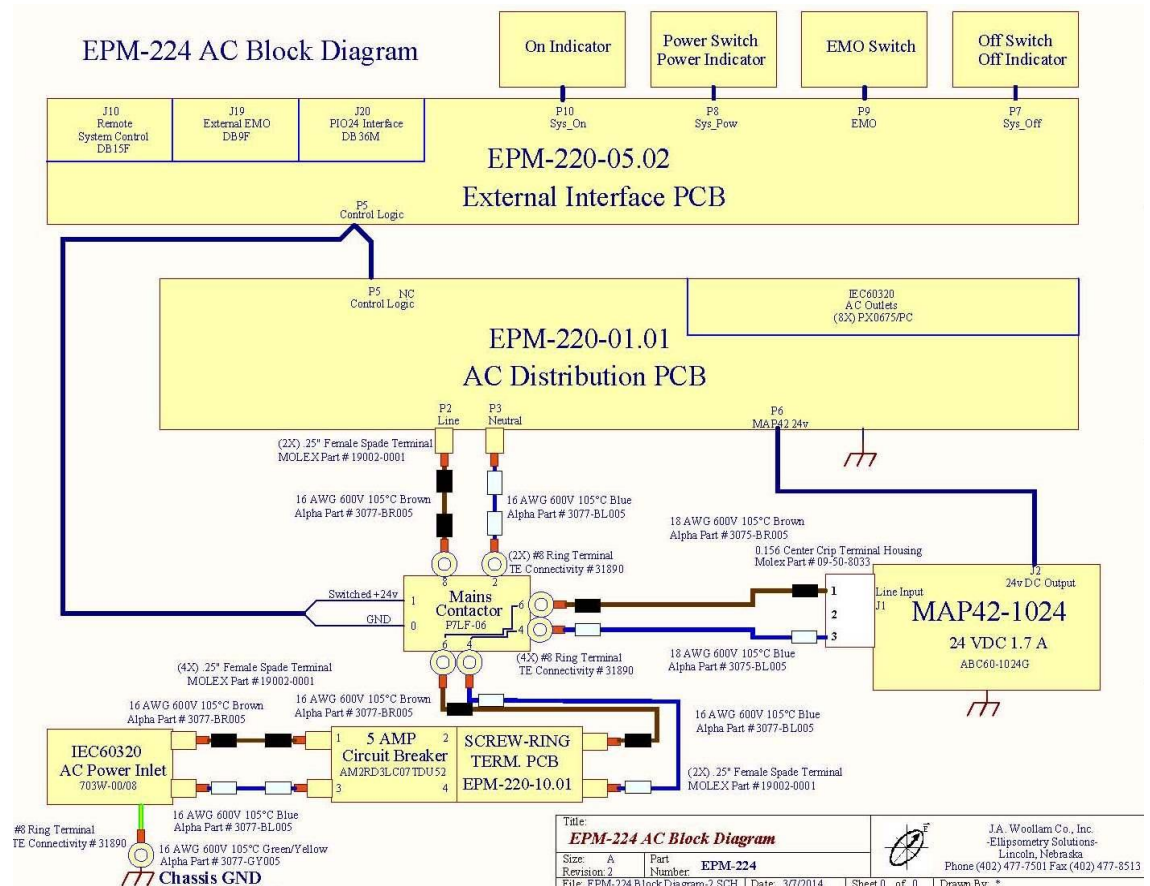 EPM-224 AC Block Diagram
On Indicator
Power Switch
Power Indicator
EMO Switch
Off Switch
Off Indicator
J10
Remote
System Control
DB15F
J19
External EMO
DB9F
J20
PIO24 Interface
DB36M
P10
Sys_On
P8
Sys_Pow
P9
EMO
P7
Sys_Off
EPM-220-05.02
External Interface PCB
P5
Control Logic
P5 NC
Control Logic
IEC60320
AC Outlets
(8X) PX0675/PC
EPM-220-01.01
AC Distribution PCB
P2
Line
P3
Neutral
P6
MAP42 24v
(2X) .25" Female Spade Terminal
MOLEX Part # 19002-0001
16 AWG 600V 105°C Brown
Alpha Part # 3077-BR005
16 AWG 600V 105°C Blue
Alpha Part # 3077-BL005
18 AWG 600V 105°C Brown
Alpha Part # 3075-BR005
0.156 Center Crip Terminal Housing
Molex Part # 09-50-8033
(2X) #8 Ring Terminal
TE Connectivity # 31890
8
2
Switched +24v
GND
1
0
Mains
Contactor
P7LF-06
6
4
6
4
1
2
3
Line Input
J1
J2
24v DC Output
MAP42-1024
24 VDC 1.7 A
ABC60-1024G
(4X) #8 Ring Terminal
TE Connectivity # 31890
18 AWG 600V 105°C Blue
Alpha Part # 3075-BL005
(4X) .25" Female Spade Terminal
MOLEX Part # 19002-0001
16 AWG 600V 105°C Brown
Alpha Part # 3077-BR005
16 AWG 600V 105°C Brown
Alpha Part # 3077-BR005
16 AWG 600V 105°C Blue
Alpha Part # 3077-BL005
IEC60320
AC Power Inlet
703W-00/08
1
2
3
4
5 AMP
Circuit Breaker
AM2RD3LC07TDU52
SCREW-RING
TERM. PCB
EPM-220-10.01
(2X) .25" Female Spade Terminal
MOLEX Part # 19002-0001
16 AWG 600V 105°C Blue
Alpha Part # 3077-BL005
#8 Ring Terminal
TE Connectivity # 31890
16 AWG 600V 105°C Green/Yellow
Alpha Part # 3077-GY005
Chassis GND
Title:
EPM-224 AC Block Diagram
Size: A
Revision: 2
Part
Number: EPM-224
File: EPM-224 Block Diagram-2.SCH Date: 3/7/2014 Sheet 0 of 0 Drawn By: *
E
J.A. Woollam Co., Inc.
-Ellipsometry Solutions-
Lincoln, Nebraska
Phone (402) 477-7501 Fax (402) 477-8513